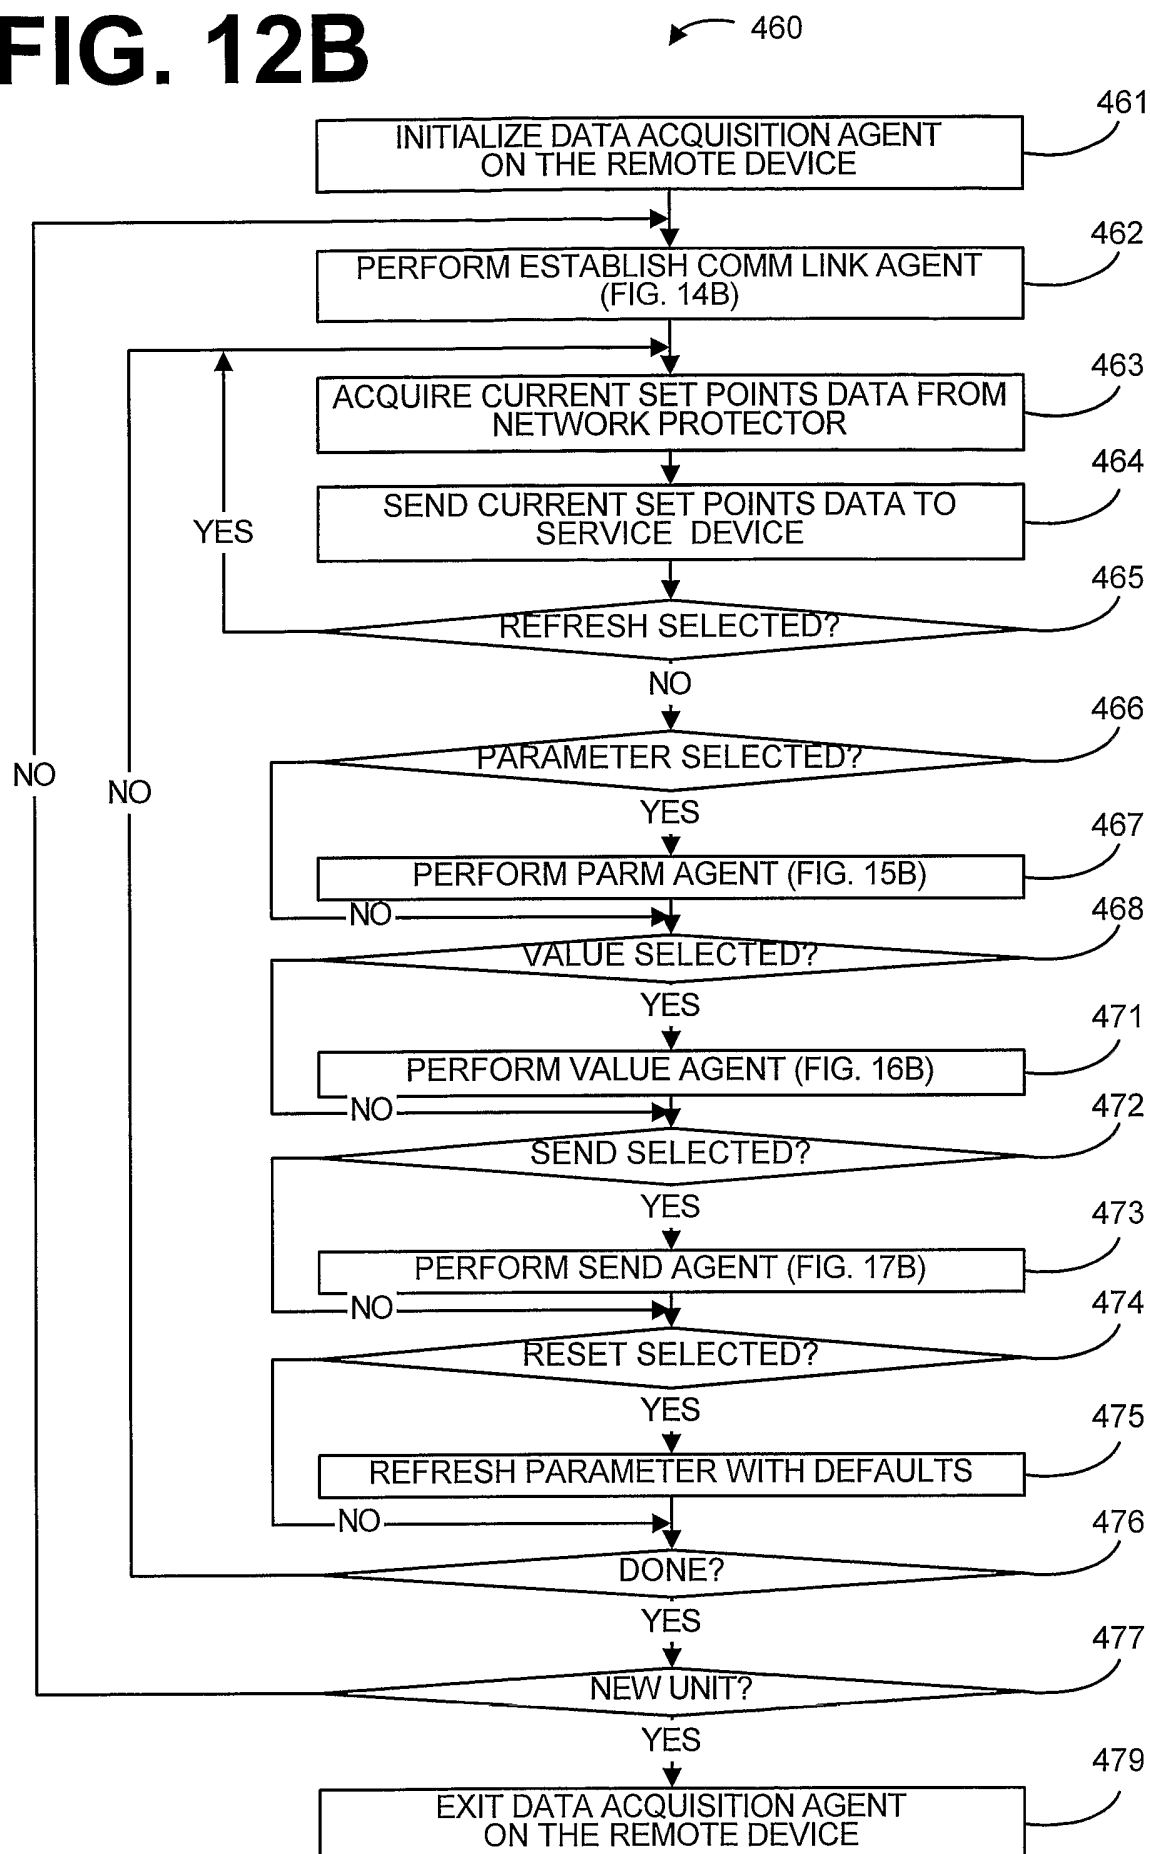 FIG. 12B
460
461
INITIALIZE DATA ACQUISITION AGENT
ON THE REMOTE DEVICE
462
PERFORM ESTABLISH COMM LINK AGENT
(FIG. 14B)
463
ACQUIRE CURRENT SET POINTS DATA FROM
NETWORK PROTECTOR
464
SEND CURRENT SET POINTS DATA TO
SERVICE DEVICE
YES
465
REFRESH SELECTED?
NO
466
PARAMETER SELECTED?
NO
NO
YES
467
PERFORM PARM AGENT (FIG. 15B)
NO
468
VALUE SELECTED?
YES
471
PERFORM VALUE AGENT (FIG. 16B)
NO
472
SEND SELECTED?
YES
473
PERFORM SEND AGENT (FIG. 17B)
NO
474
RESET SELECTED?
YES
475
REFRESH PARAMETER WITH DEFAULTS
NO
476
DONE?
YES
477
NEW UNIT?
YES
479
EXIT DATA ACQUISITION AGENT
ON THE REMOTE DEVICE